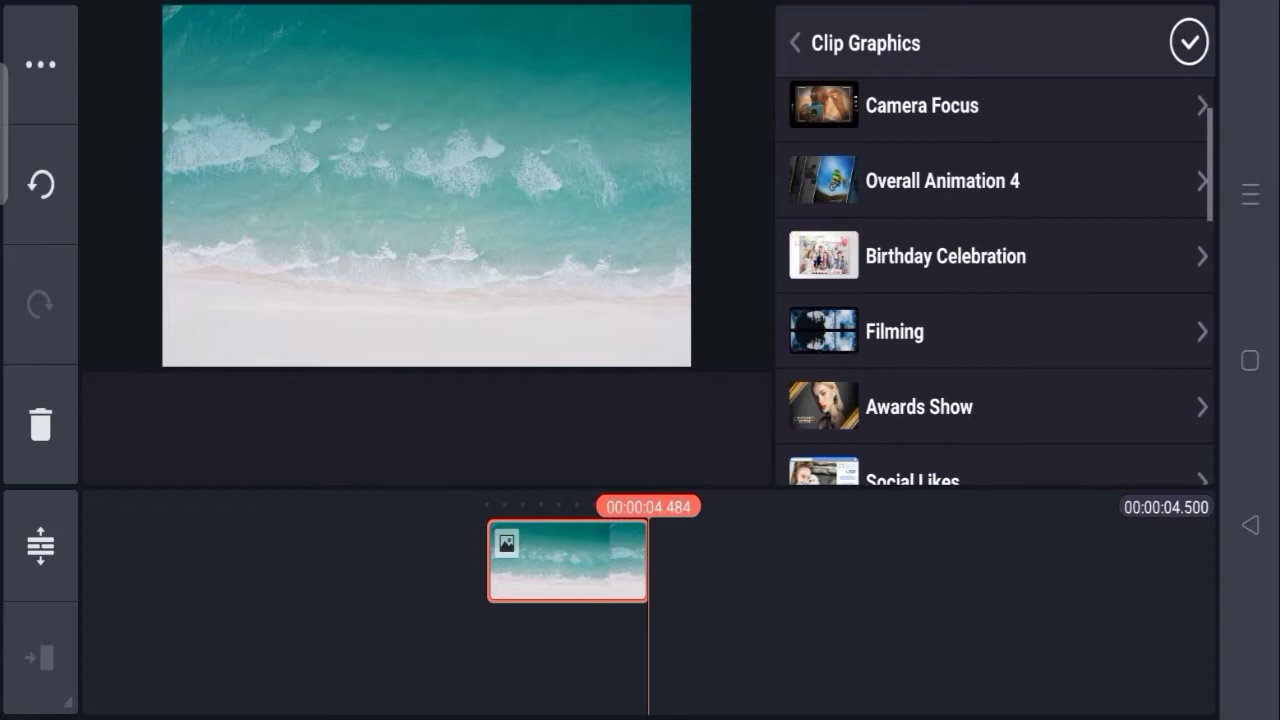 Clip Graphics
Camera Focus
Overall Animation 4
Birthday Celebration
Filming
Awards Show
Social Likes
00:00:04.484
00:00:04.500